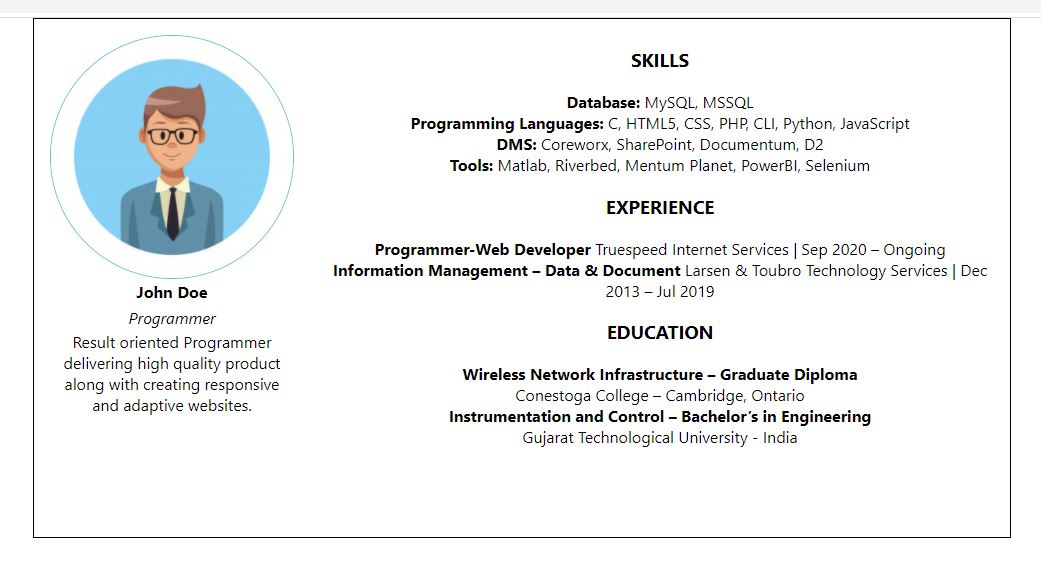 John Doe
Programmer
Result oriented Programmer
delivering high quality product
along with creating responsive
and adaptive websites.
SKILLS
Database: MySQL, MSSQL
Programming Languages: C, HTML5, CSS, PHP, CLI, Python, JavaScript
DMS: Coreworx, SharePoint, Documentum, D2
Tools: Matlab, Riverbed, Mentum Planet, PowerBI, Selenium
EXPERIENCE
Programmer-Web Developer Truespeed Internet Services | Sep 2020 – Ongoing
Information Management – Data & Document Larsen & Toubro Technology Services | Dec
2013 – Jul 2019
EDUCATION
Wireless Network Infrastructure – Graduate Diploma
Conestoga College – Cambridge, Ontario
Instrumentation and Control – Bachelor’s in Engineering
Gujarat Technological University - India